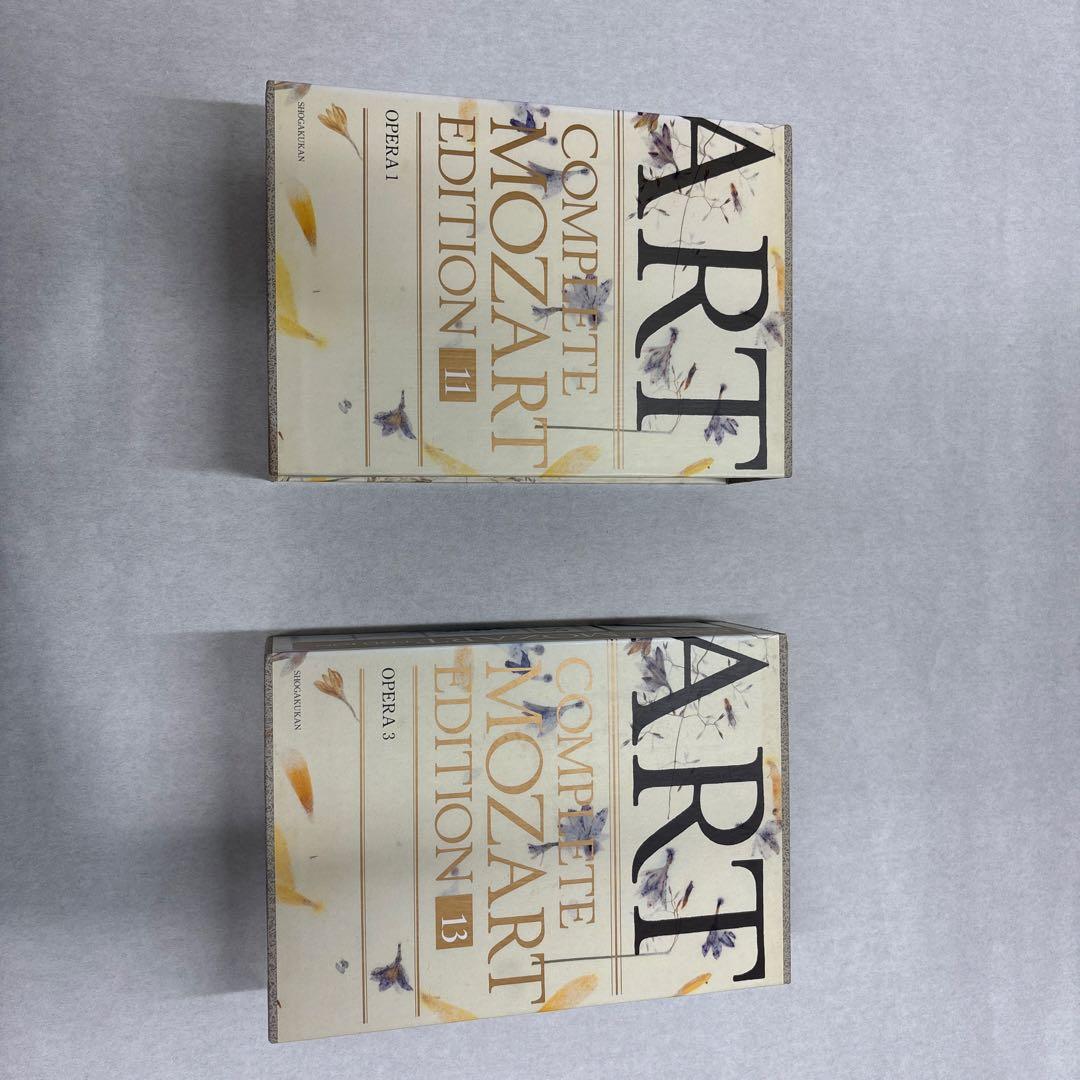 ART
COMPLETE
MOZART
EDITION 11
OPERA 1
SHOGAKUKAN
ART
COMPLETE
MOZART
EDITION 13
OPERA 3
SHOGAKUKAN